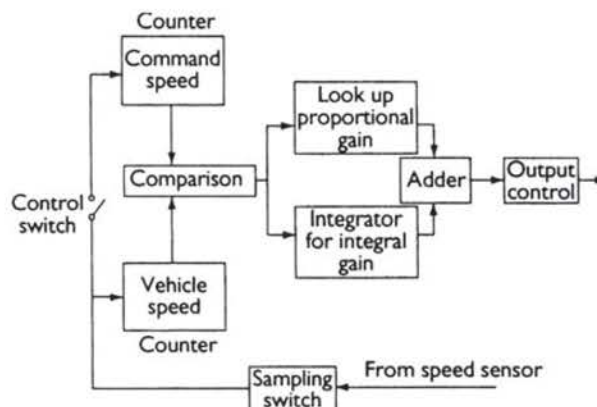 Counter
Command
speed
Look up
proportional
gain
Comparison
Adder
Output
control
Control
switch
Integrator
for integral
gain
Vehicle
speed
Counter
From speed sensor
Sampling
switch